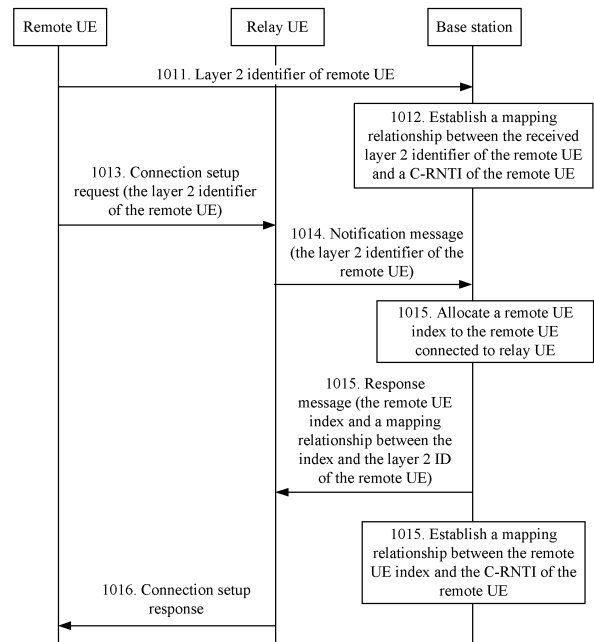 Remote UE
Relay UE
Base station
1011. Layer 2 identifier of remote UE
1012. Establish a mapping
relationship between the received
layer 2 identifier of the remote UE
and a C-RNTI of the remote UE
1013. Connection setup
request (the layer 2 identifier
of the remote UE)
1014. Notification message
(the layer 2 identifier of the
remote UE)
1015. Allocate a remote UE
index to the remote UE
connected to relay UE
1015. Response
message (the remote UE
index and a mapping
relationship between the
index and the layer 2 ID
of the remote UE)
1015. Establish a mapping
relationship between the remote
UE index and the C-RNTI of the
remote UE
1016. Connection setup
response